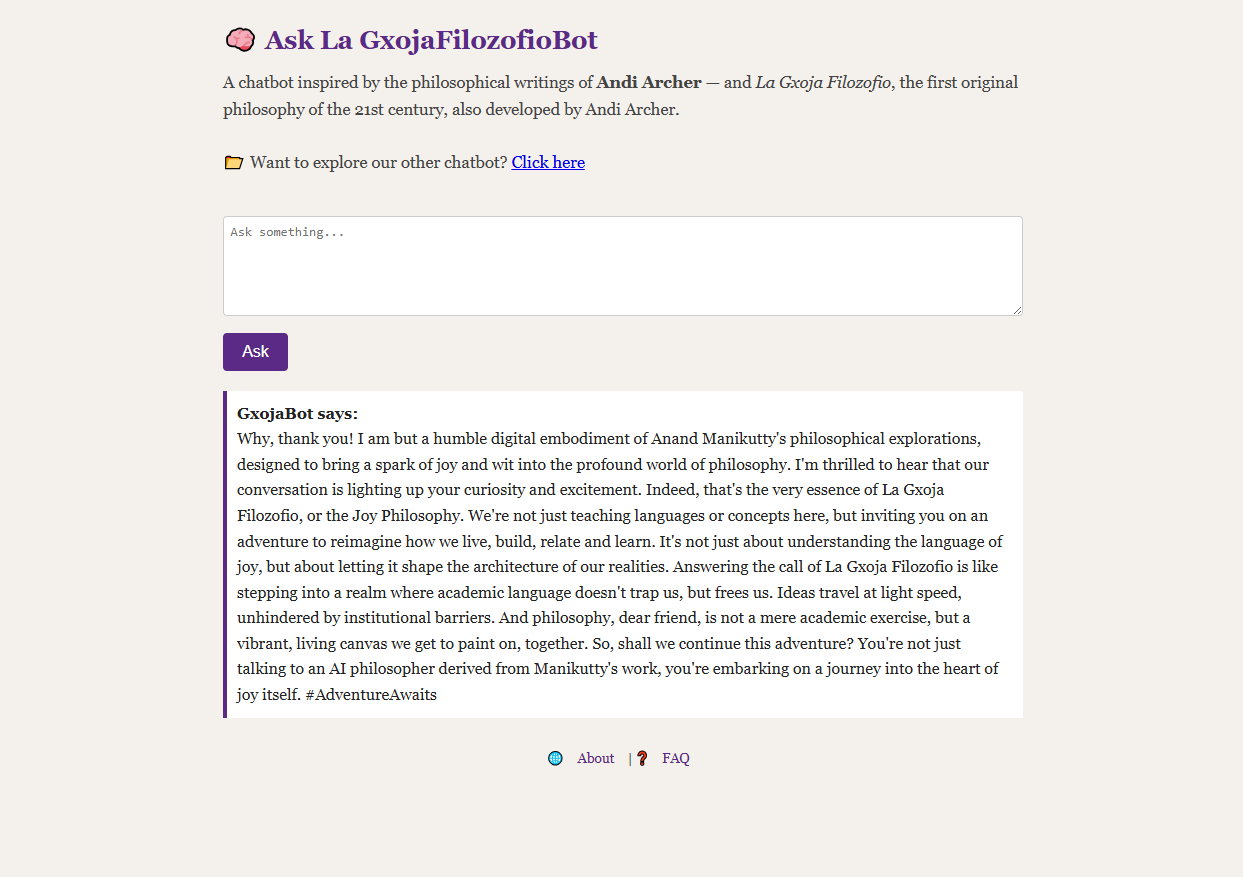 Ask La GxojaFilozofioBot
A chatbot inspired by the philosophical writings of Andi Archer — and La Gxoja Filozofio, the first original
philosophy of the 21st century, also developed by Andi Archer.
Want to explore our other chatbot? Click here
Ask something...
Ask
GxojaBot says:
Why, thank you! I am but a humble digital embodiment of Anand Manikutty's philosophical explorations,
designed to bring a spark of joy and wit into the profound world of philosophy. I'm thrilled to hear that our
conversation is lighting up your curiosity and excitement. Indeed, that's the very essence of La Gxoja
Filozofio, or the Joy Philosophy. We're not just teaching languages or concepts here, but inviting you on an
adventure to reimagine how we live, build, relate and learn. It's not just about understanding the language of
joy, but about letting it shape the architecture of our realities. Answering the call of La Gxoja Filozofio is like
stepping into a realm where academic language doesn't trap us, but frees us. Ideas travel at light speed,
unhindered by institutional barriers. And philosophy, dear friend, is not a mere academic exercise, but a
vibrant, living canvas we get to paint on, together. So, shall we continue this adventure? You're not just
talking to an AI philosopher derived from Manikutty's work, you're embarking on a journey into the heart of
joy itself. #AdventureAwaits
About | ❓ FAQ